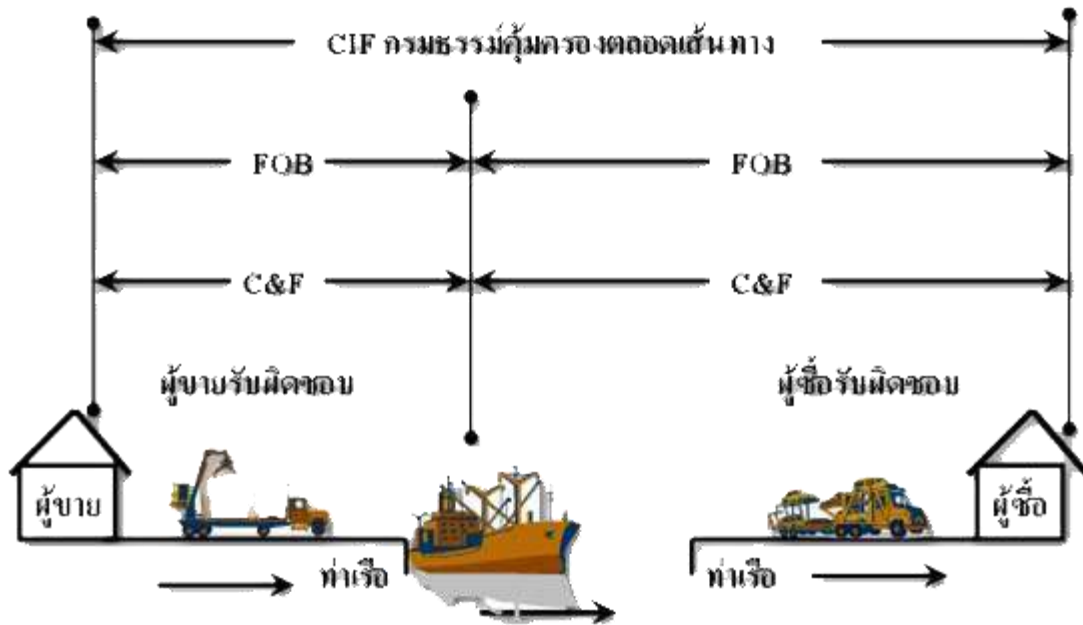 CIF กรมธรรม์คุ้มครองตลอดเส้นทาง
FOB FOB
C&F C&F
ผู้ขายรับผิดชอบ ผู้ซื้อรับผิดชอบ
ผู้ขาย ผู้ซื้อ
ท่าเรือ ท่าเรือ